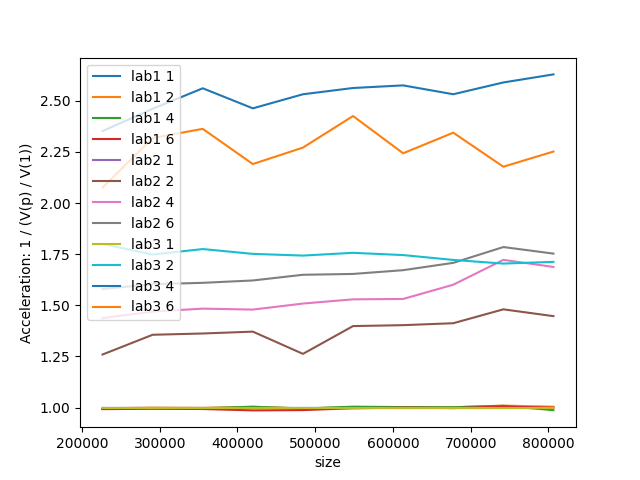 2.50
2.25
2.00
1.75
1.50
1.25
1.00
Acceleration: 1 / (V(p) / V(1))
lab1 1
lab1 2
lab1 4
lab1 6
lab2 1
lab2 2
lab2 4
lab2 6
lab3 1
lab3 2
lab3 4
lab3 6
200000 300000 400000 500000 600000 700000 800000
size